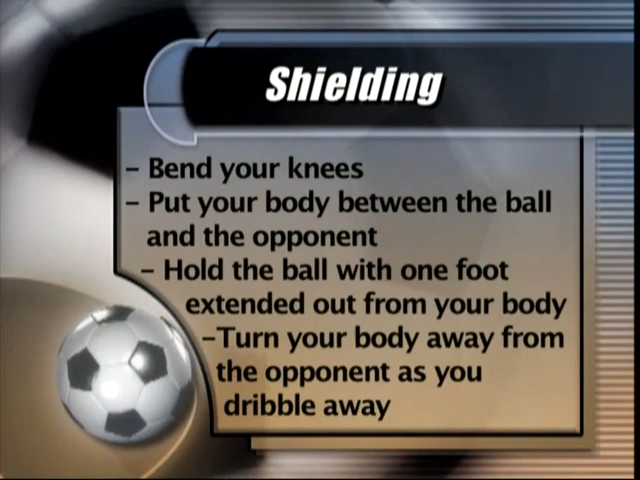 Shielding
- Bend your knees
- Put your body between the ball
and the opponent
- Hold the ball with one foot
extended out from your body
-Turn your body away from
the opponent as you
dribble away